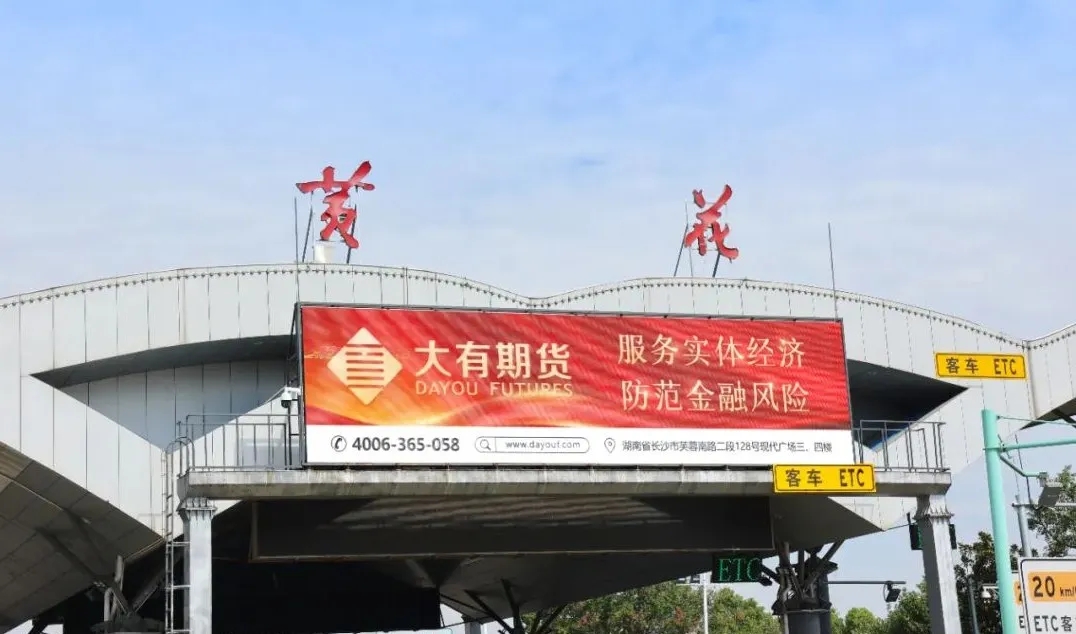 黄花
客车 ETC
大有期货
DAYOU FUTURES
服务实体经济
防范金融风险
4006-365-058
www.dayouf.com
湖南省长沙市芙蓉南路二段128号现代广场三、四楼
客车 ETC
ETC
20 km/
ETC客